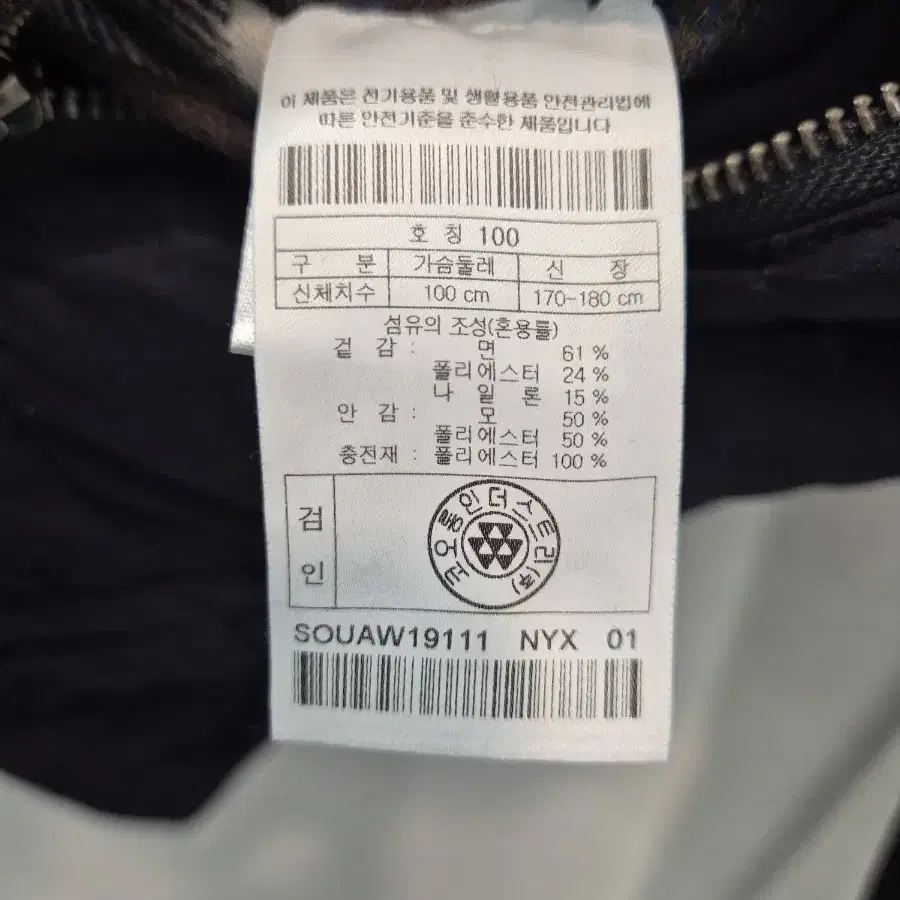 이 제품은 전기용품 및 생활용품 안전관리법에
따른 안전기준을 준수한 제품입니다
호 칭 100
구 분 가슴둘레 신 장
신체치수 100 cm 170-180 cm
섬유의 조성(혼용률)
겉 감 : 면 61 %
폴리에스터 24 %
나 일 론 15 %
안 감 : 모 50 %
폴리에스터 50 %
충전재 : 폴리에스터 100 %
검 인
코오롱인더스트리(주)
SOUAW19111 NYX 01